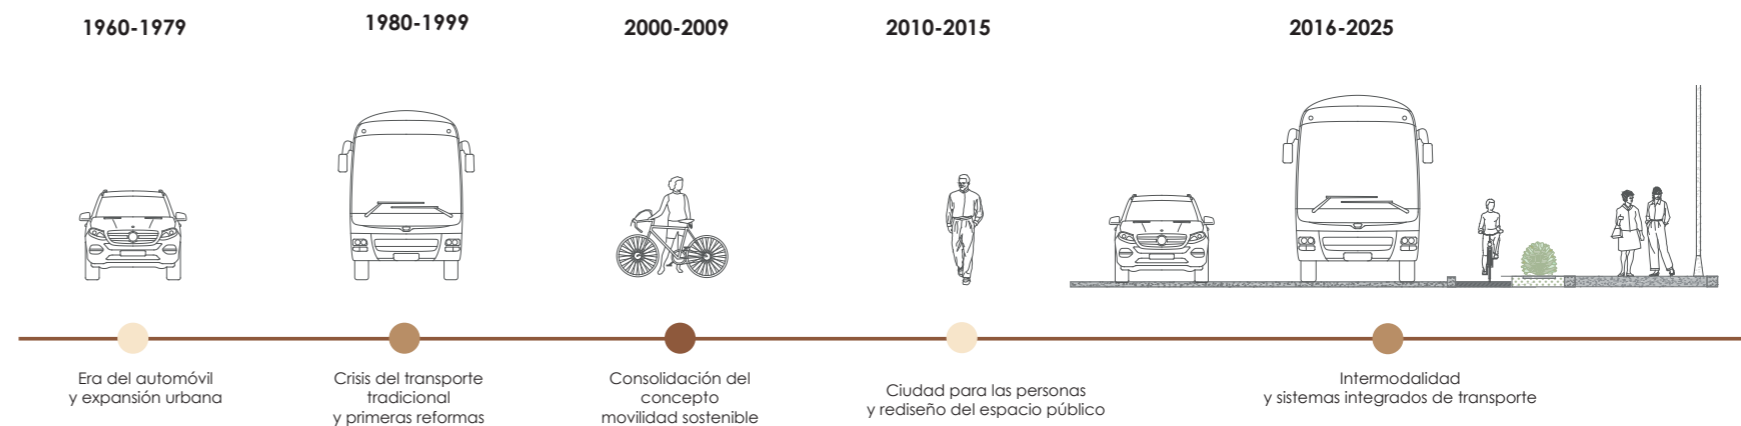 1960-1979
1980-1999
2000-2009
2010-2015
2016-2025
Era del automóvil
y expansión urbana
Crisis del transporte
tradicional
y primeras reformas
Consolidación del
concepto
movilidad sostenible
Ciudad para las personas
y rediseño del espacio público
Intermodalidad
y sistemas integrados de transporte